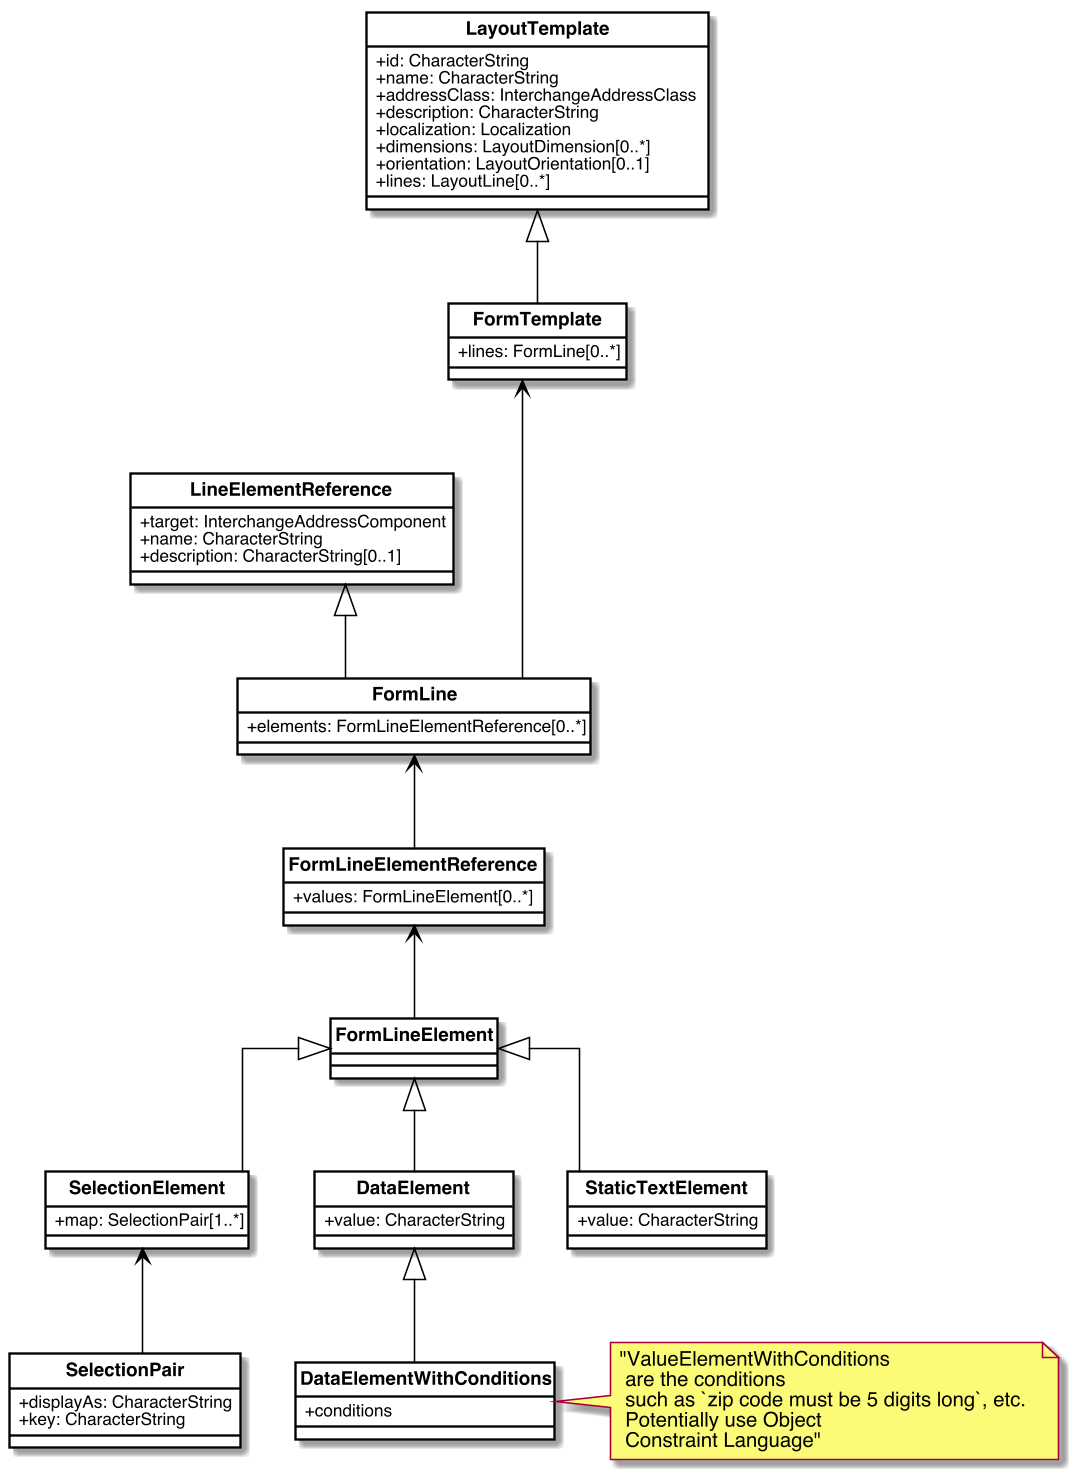 LayoutTemplate
+id: CharacterString
+name: CharacterString
+addressClass: InterchangeAddressClass
+description: CharacterString
+localization: Localization
+dimensions: LayoutDimension[0..*]
+orientation: LayoutOrientation[0..1]
+lines: LayoutLine[0..*]
FormTemplate
+lines: FormLine[0..*]
LineElementReference
+target: InterchangeAddressComponent
+name: CharacterString
+description: CharacterString[0..1]
FormLine
+elements: FormLineElementReference[0..*]
FormLineElementReference
+values: FormLineElement[0..*]
FormLineElement
SelectionElement
+map: SelectionPair[1..*]
DataElement
+value: CharacterString
StaticTextElement
+value: CharacterString
SelectionPair
+displayAs: CharacterString
+key: CharacterString
DataElementWithConditions
+conditions
"ValueElementWithConditions
are the conditions
such as `zip code must be 5 digits long`, etc.
Potentially use Object
Constraint Language"